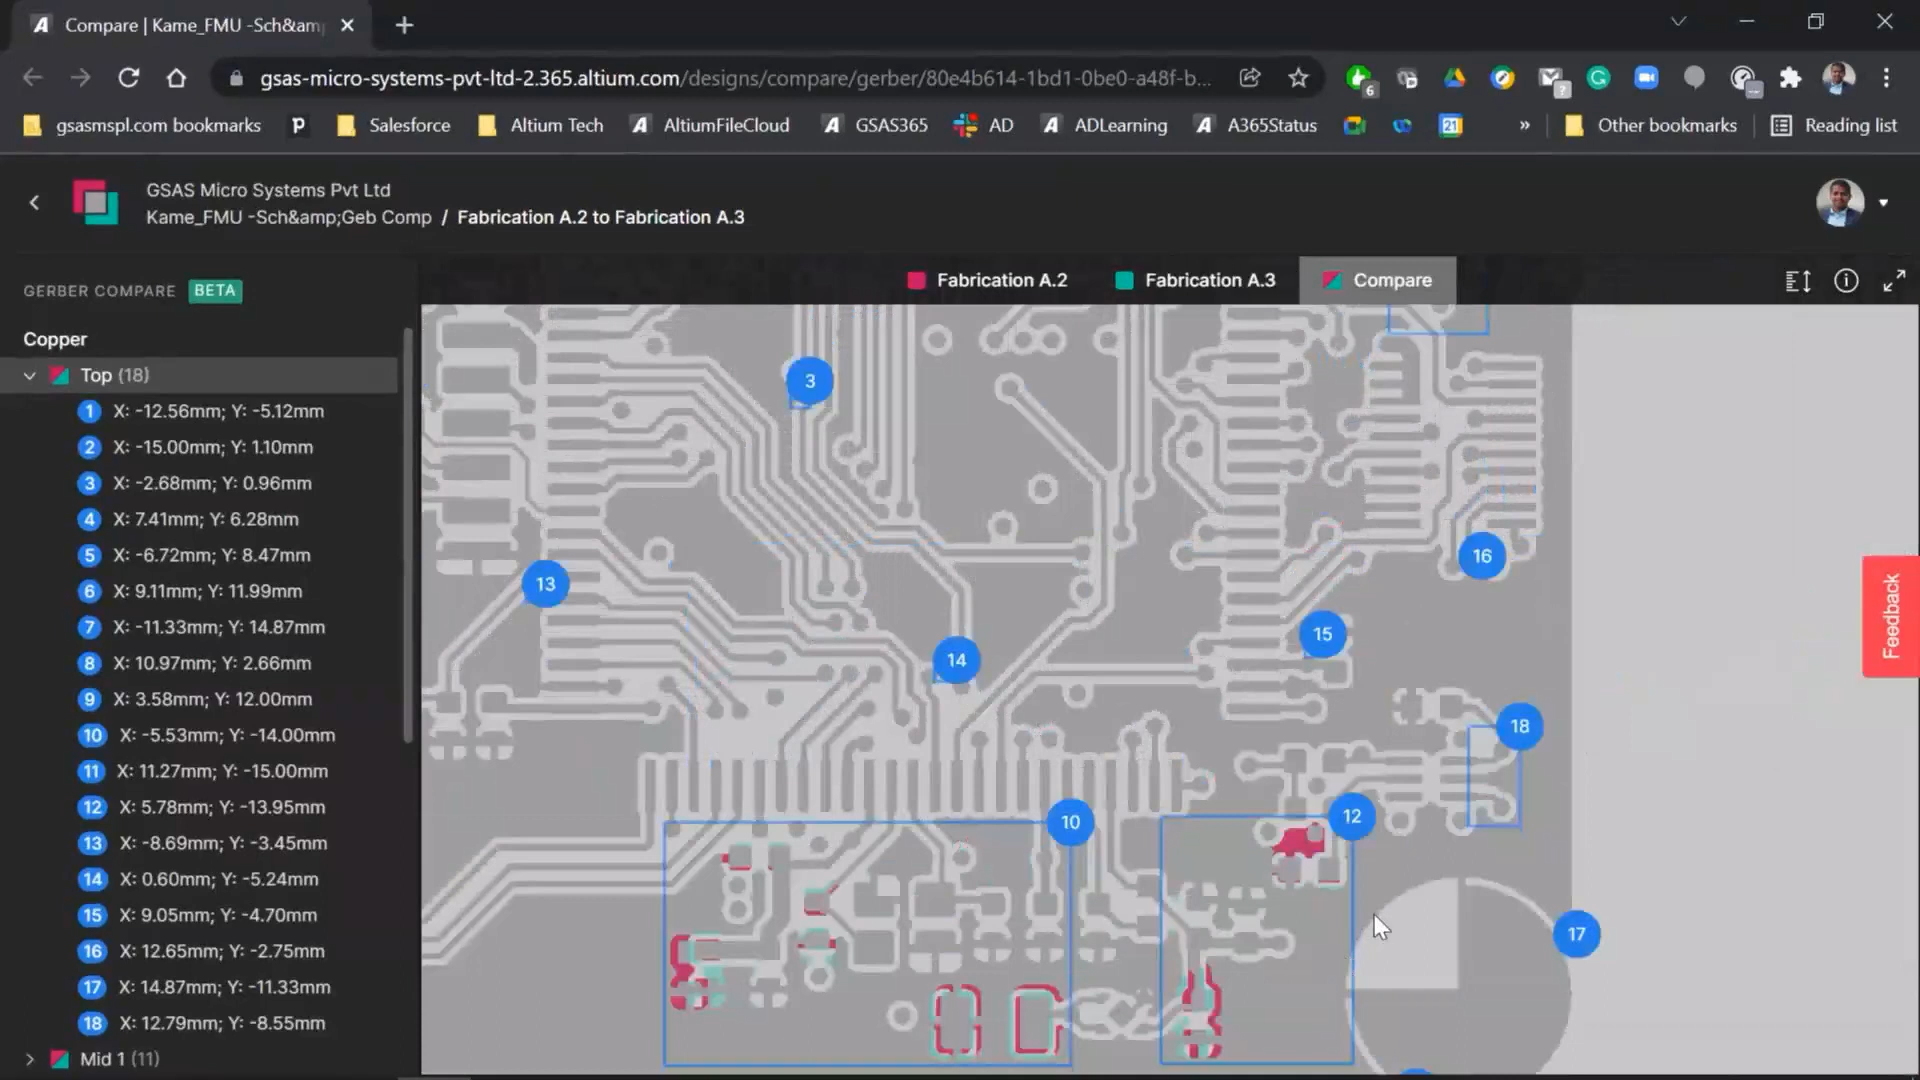 Compare | Kame_FMU -Sch&am
gsas-micro-systems-pvt-ltd-2.365.altium.com/designs/compare/gerber/80e4b614-1bd1-0be0-a48f-b...
6
?
gsasmspl.com bookmarks
P
Salesforce
Altium Tech
AltiumFileCloud
GSAS365
AD
ADLearning
A365Status
21
»
Other bookmarks
Reading list
GSAS Micro Systems Pvt Ltd
Kame_FMU -Sch&amp;Geb Comp / Fabrication A.2 to Fabrication A.3
GERBER COMPARE BETA
Fabrication A.2
Fabrication A.3
Compare
Copper
Top (18)
1 X: -12.56mm; Y: -5.12mm
2 X: -15.00mm; Y: 1.10mm
3 X: -2.68mm; Y: 0.96mm
4 X: 7.41mm; Y: 6.28mm
5 X: -6.72mm; Y: 8.47mm
6 X: 9.11mm; Y: 11.99mm
7 X: -11.33mm; Y: 14.87mm
8 X: 10.97mm; Y: 2.66mm
9 X: 3.58mm; Y: 12.00mm
10 X: -5.53mm; Y: -14.00mm
11 X: 11.27mm; Y: -15.00mm
12 X: 5.78mm; Y: -13.95mm
13 X: -8.69mm; Y: -3.45mm
14 X: 0.60mm; Y: -5.24mm
15 X: 9.05mm; Y: -4.70mm
16 X: 12.65mm; Y: -2.75mm
17 X: 14.87mm; Y: -11.33mm
18 X: 12.79mm; Y: -8.55mm
Mid 1 (11)
3
16
13
15
14
18
12
10
17
Feedback